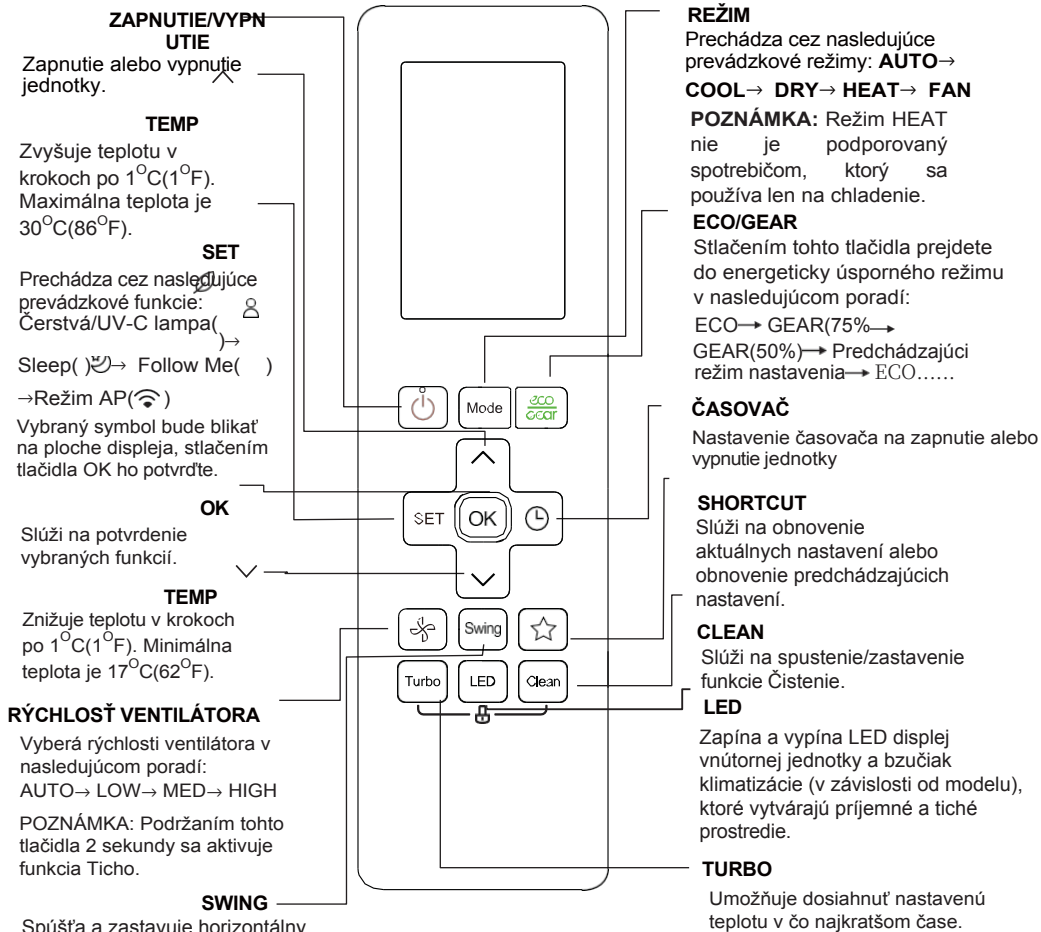 ZAPNUTIE/VYPN
UTIE
Zapnutie alebo vypnutie
jednotky.
TEMP
Zvyšuje teplotu v
krokoch po 1°C(1°F).
Maximálna teplota je
30°C(86°F).
SET
Prechádza cez nasledujúce
prevádzkové funkcie:
Čerstvá/UV-C lampa(
)→
Sleep( )→ Follow Me( )
→Režim AP( )
Vybraný symbol bude blikať
na ploche displeja, stlačením
tlačidla OK ho potvrďte.
OK
Slúži na potvrdenie
vybraných funkcií.
TEMP
Znižuje teplotu v krokoch
po 1°C(1°F). Minimálna
teplota je 17°C(62°F).
RÝCHLOSŤ VENTILÁTORA
Vyberá rýchlosti ventilátora v
nasledujúcom poradí:
AUTO→ LOW→ MED→ HIGH
POZNÁMKA: Podržaním tohto
tlačidla 2 sekundy sa aktivuje
funkcia Ticho.
SWING
Spúšťa a zastavuje horizontálny
Mode
eco
Gear
SET
OK
Swing
Turbo
LED
Clean
REŽIM
Prechádza cez nasledujúce
prevádzkové režimy: AUTO→
COOL→ DRY→ HEAT→ FAN
POZNÁMKA: Režim HEAT
nie je podporovaný
spotrebičom, ktorý sa
používa len na chladenie.
ECO/GEAR
Stlačením tohto tlačidla prejdete
do energeticky úsporného režimu
v nasledujúcom poradí:
ECO→ GEAR(75%→
GEAR(50%)→ Predchádzajúci
režim nastavenia→ ECO......
ČASOVAČ
Nastavenie časovača na zapnutie alebo
vypnutie jednotky
SHORTCUT
Slúži na obnovenie
aktuálnych nastavení alebo
obnovenie predchádzajúcich
nastavení.
CLEAN
Slúži na spustenie/zastavenie
funkcie Čistenie.
LED
Zapína a vypína LED displej
vnútornej jednotky a bzučiak
klimatizácie (v závislosti od modelu),
ktoré vytvárajú príjemné a tiché
prostredie.
TURBO
Umožňuje dosiahnuť nastavenú
teplotu v čo najkratšom čase.